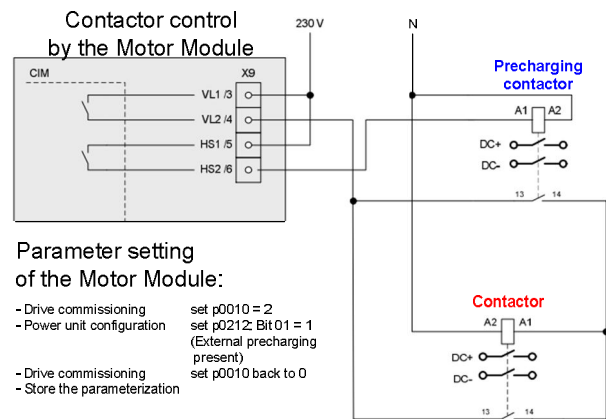 Contactor control
by the Motor Module
230 V
N
CIM
X9
VL1 /3
VL2 /4
HS1 /5
HS2 /6
Precharging
contactor
A1
A2
DC+
DC-
13
14
Parameter setting
of the Motor Module:
- Drive commissioning set p0010 = 2
- Power unit configuration set p0212: Bit 01 = 1
(External precharging
present)
- Drive commissioning set p0010 back to 0
- Store the parameterization
Contactor
A2
A1
DC+
DC-
13
14